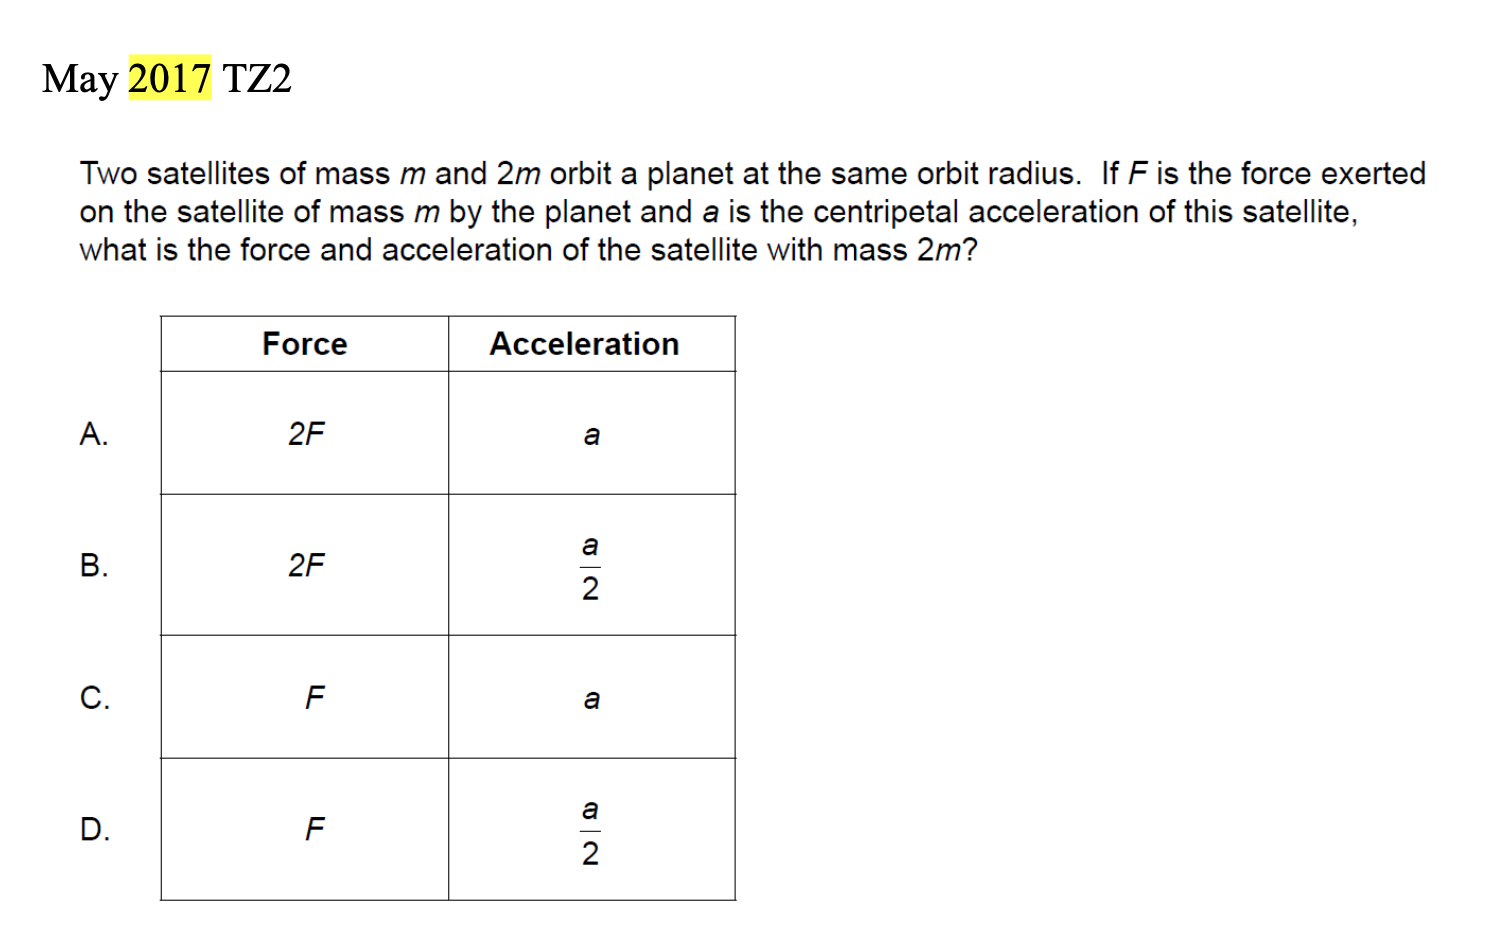 May 2017 TZ2
Two satellites of mass m and 2m orbit a planet at the same orbit radius. If F is the force exerted
on the satellite of mass m by the planet and a is the centripetal acceleration of this satellite,
what is the force and acceleration of the satellite with mass 2m?
Force Acceleration
A. 2F a
B. 2F a/2
C. F a
D. F a/2